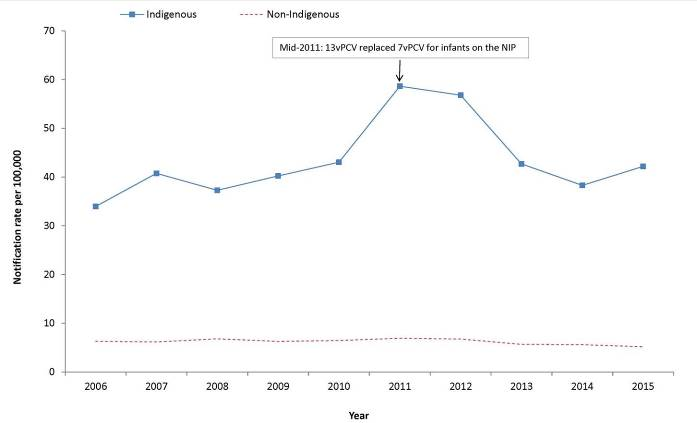 Indigenous
Non-Indigenous
Mid-2011: 13vPCV replaced 7vPCV for infants on the NIP
70
60
50
40
30
20
10
0
Notification rate per 100,000
2006 2007 2008 2009 2010 2011 2012 2013 2014 2015
Year